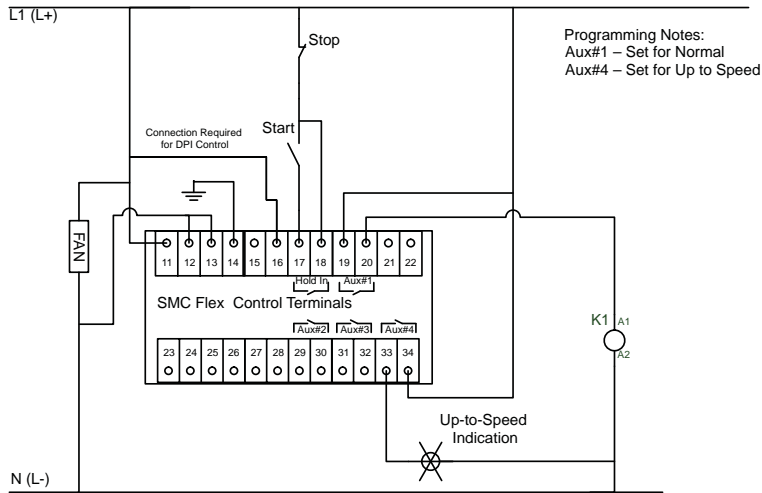 L1 (L+)
Stop
Programming Notes:
Aux#1 – Set for Normal
Aux#4 – Set for Up to Speed
Connection Required
for DPI Control
Start
FAN
11 12 13 14 15 16 17 18 19 20 21 22
Hold In Aux#1
SMC Flex Control Terminals
Aux#2 Aux#3 Aux#4
23 24 25 26 27 28 29 30 31 32 33 34
K1 A1
A2
Up-to-Speed
Indication
N (L-)